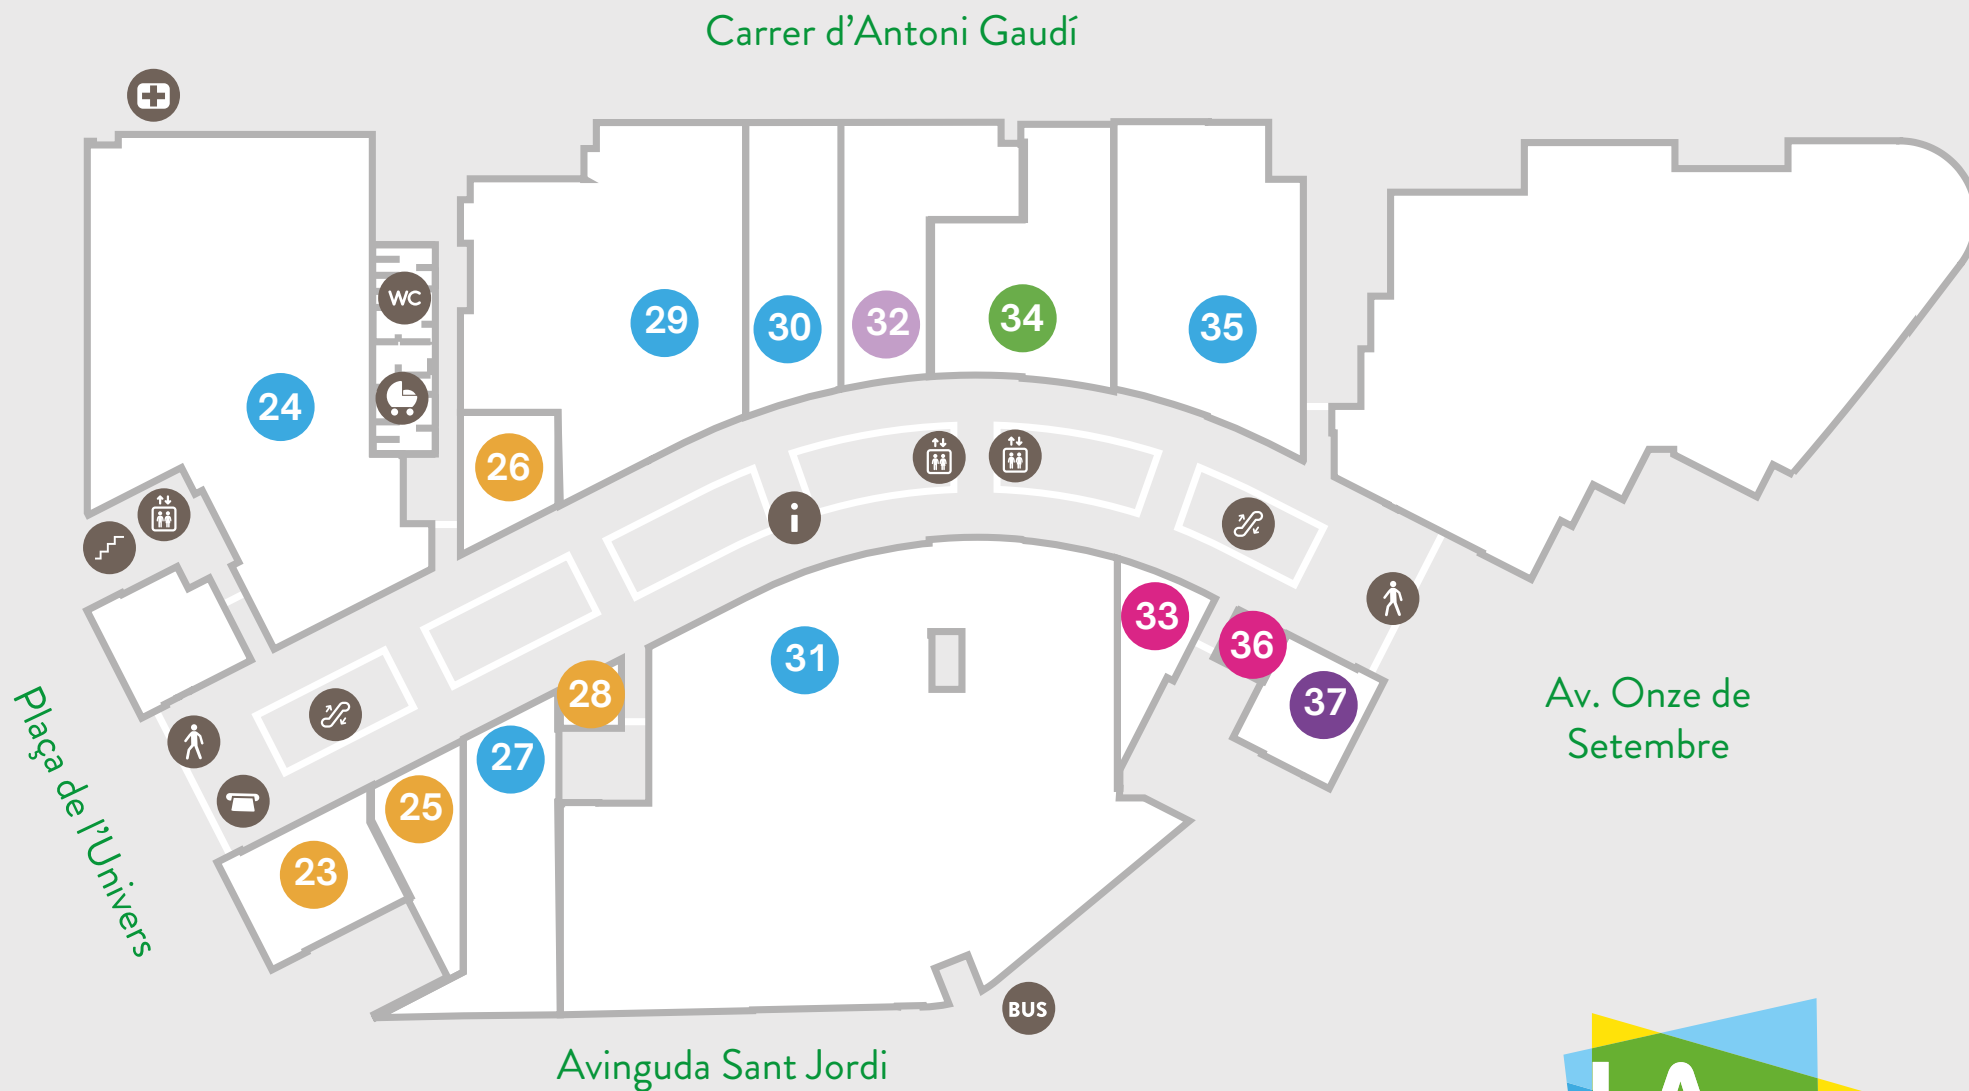 Carrer d'Antoni Gaudí
WC
29
30
32
34
35
24
26
i
33
36
31
28
37
27
25
23
Plaça de l'Univers
Av. Onze de
Setembre
BUS
Avinguda Sant Jordi
LA